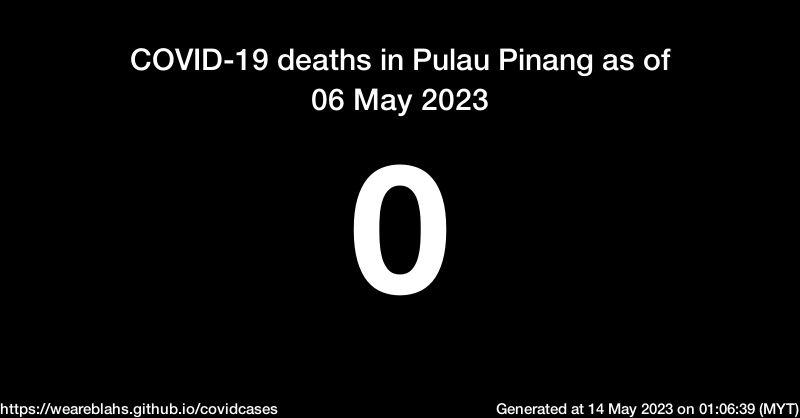 COVID-19 deaths in Pulau Pinang as of
06 May 2023
0
https://weareblahs.github.io/covidcases
Generated at 14 May 2023 on 01:06:39 (MYT)